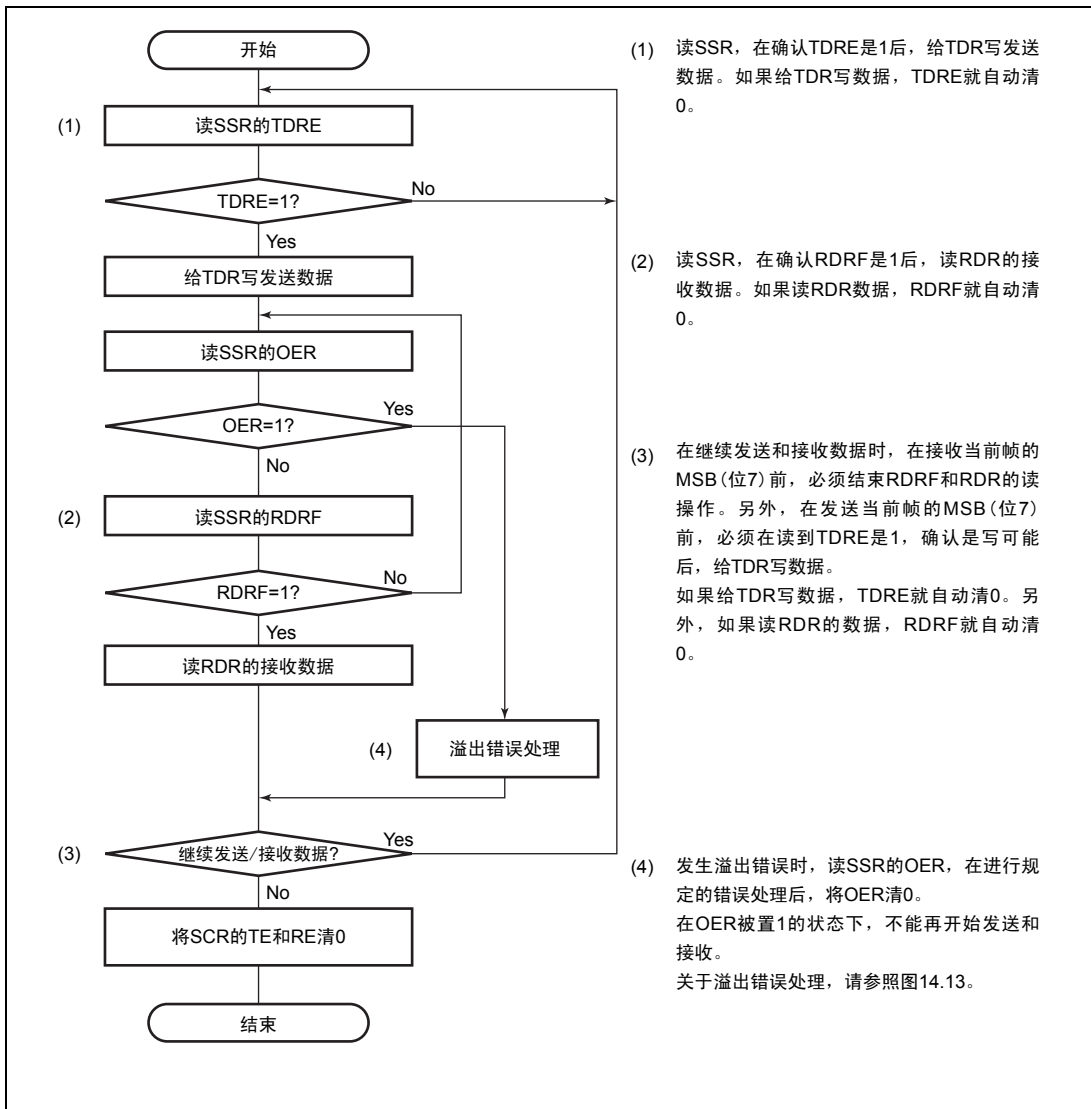 开始
(1)
读SSR的TDRE
TDRE=1?
No
Yes
给TDR写发送数据
读SSR的OER
OER=1?
Yes
No
(2)
读SSR的RDRF
RDRF=1?
No
Yes
读RDR的接收数据
(4)
溢出错误处理
(3)
继续发送/接收数据?
Yes
No
将SCR的TE和RE清0
结束
(1) 读SSR，在确认TDRE是1后，给TDR写发送
数据。如果给TDR写数据，TDRE就自动清
0。
(2) 读SSR，在确认RDRF是1后，读RDR的接
收数据。如果读RDR数据，RDRF就自动清
0。
(3) 在继续发送和接收数据时，在接收当前帧的
MSB(位7)前，必须结束RDRF和RDR的读
操作。另外，在发送当前帧的MSB(位7)
前，必须在读到TDRE是1，确认是写可能
后，给TDR写数据。
如果给TDR写数据，TDRE就自动清0。另
外，如果读RDR的数据，RDRF就自动清
0。
(4) 发生溢出错误时，读SSR的OER，在进行规
定的错误处理后，将OER清0。
在OER被置1的状态下，不能再开始发送和
接收。
关于溢出错误处理，请参照图14.13。